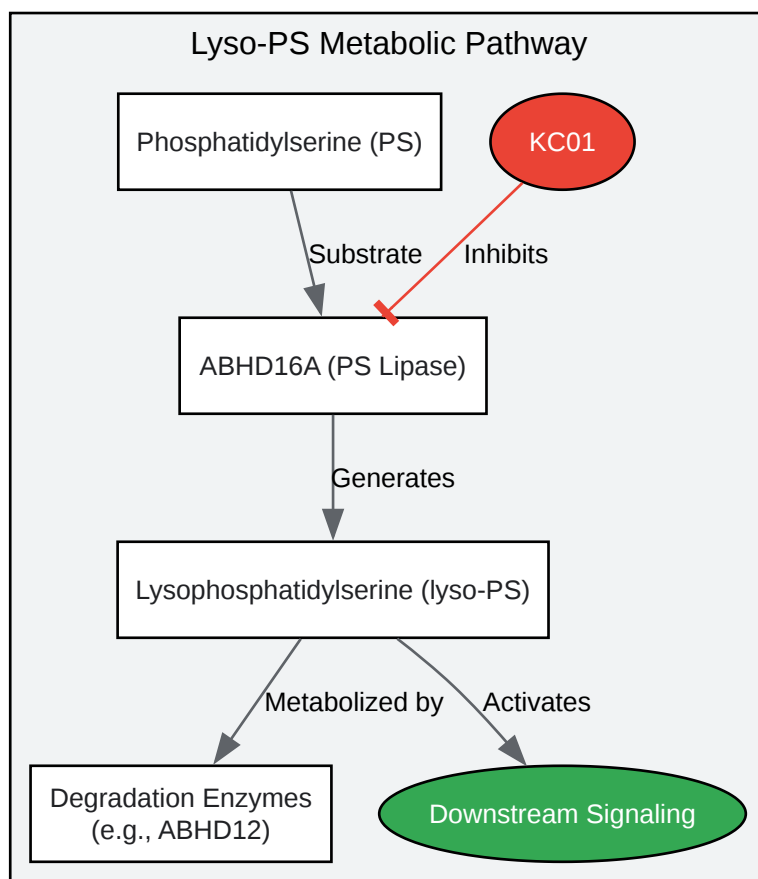 Lyso-PS Metabolic Pathway
Phosphatidylserine (PS)
KC01
Substrate
Inhibits
ABHD16A (PS Lipase)
Generates
Lysophosphatidylserine (lyso-PS)
Metabolized by
Activates
Degradation Enzymes
(e.g., ABHD12)
Downstream Signaling